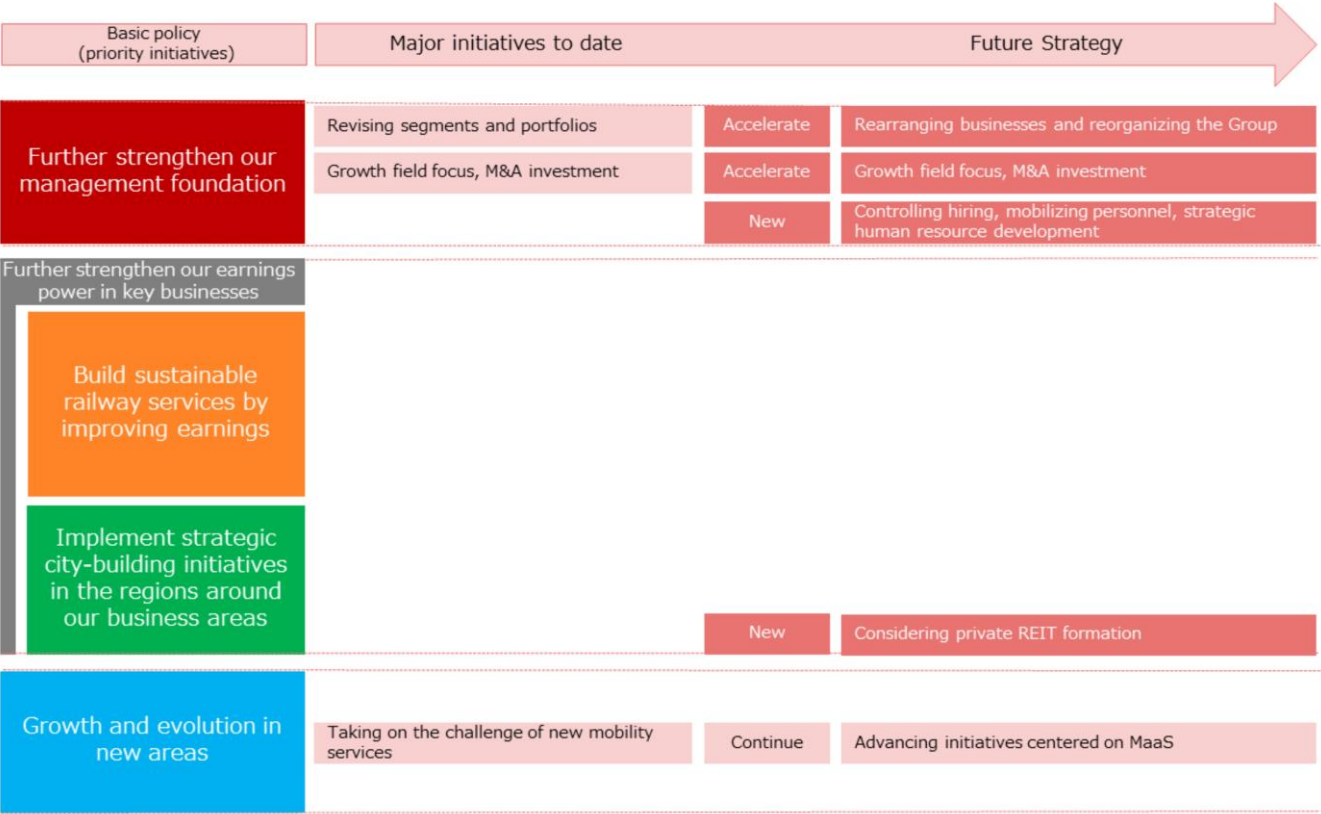 Basic policy
(priority initiatives)
Major initiatives to date
Future Strategy
Further strengthen our
management foundation
Revising segments and portfolios
Accelerate
Rearranging businesses and reorganizing the Group
Growth field focus, M&A investment
Accelerate
Growth field focus, M&A investment
New
Controlling hiring, mobilizing personnel, strategic
human resource development
Further strengthen our earnings
power in key businesses
Build sustainable
railway services by
improving earnings
Implement strategic
city-building initiatives
in the regions around
our business areas
New
Considering private REIT formation
Growth and evolution in
new areas
Taking on the challenge of new mobility
services
Continue
Advancing initiatives centered on MaaS